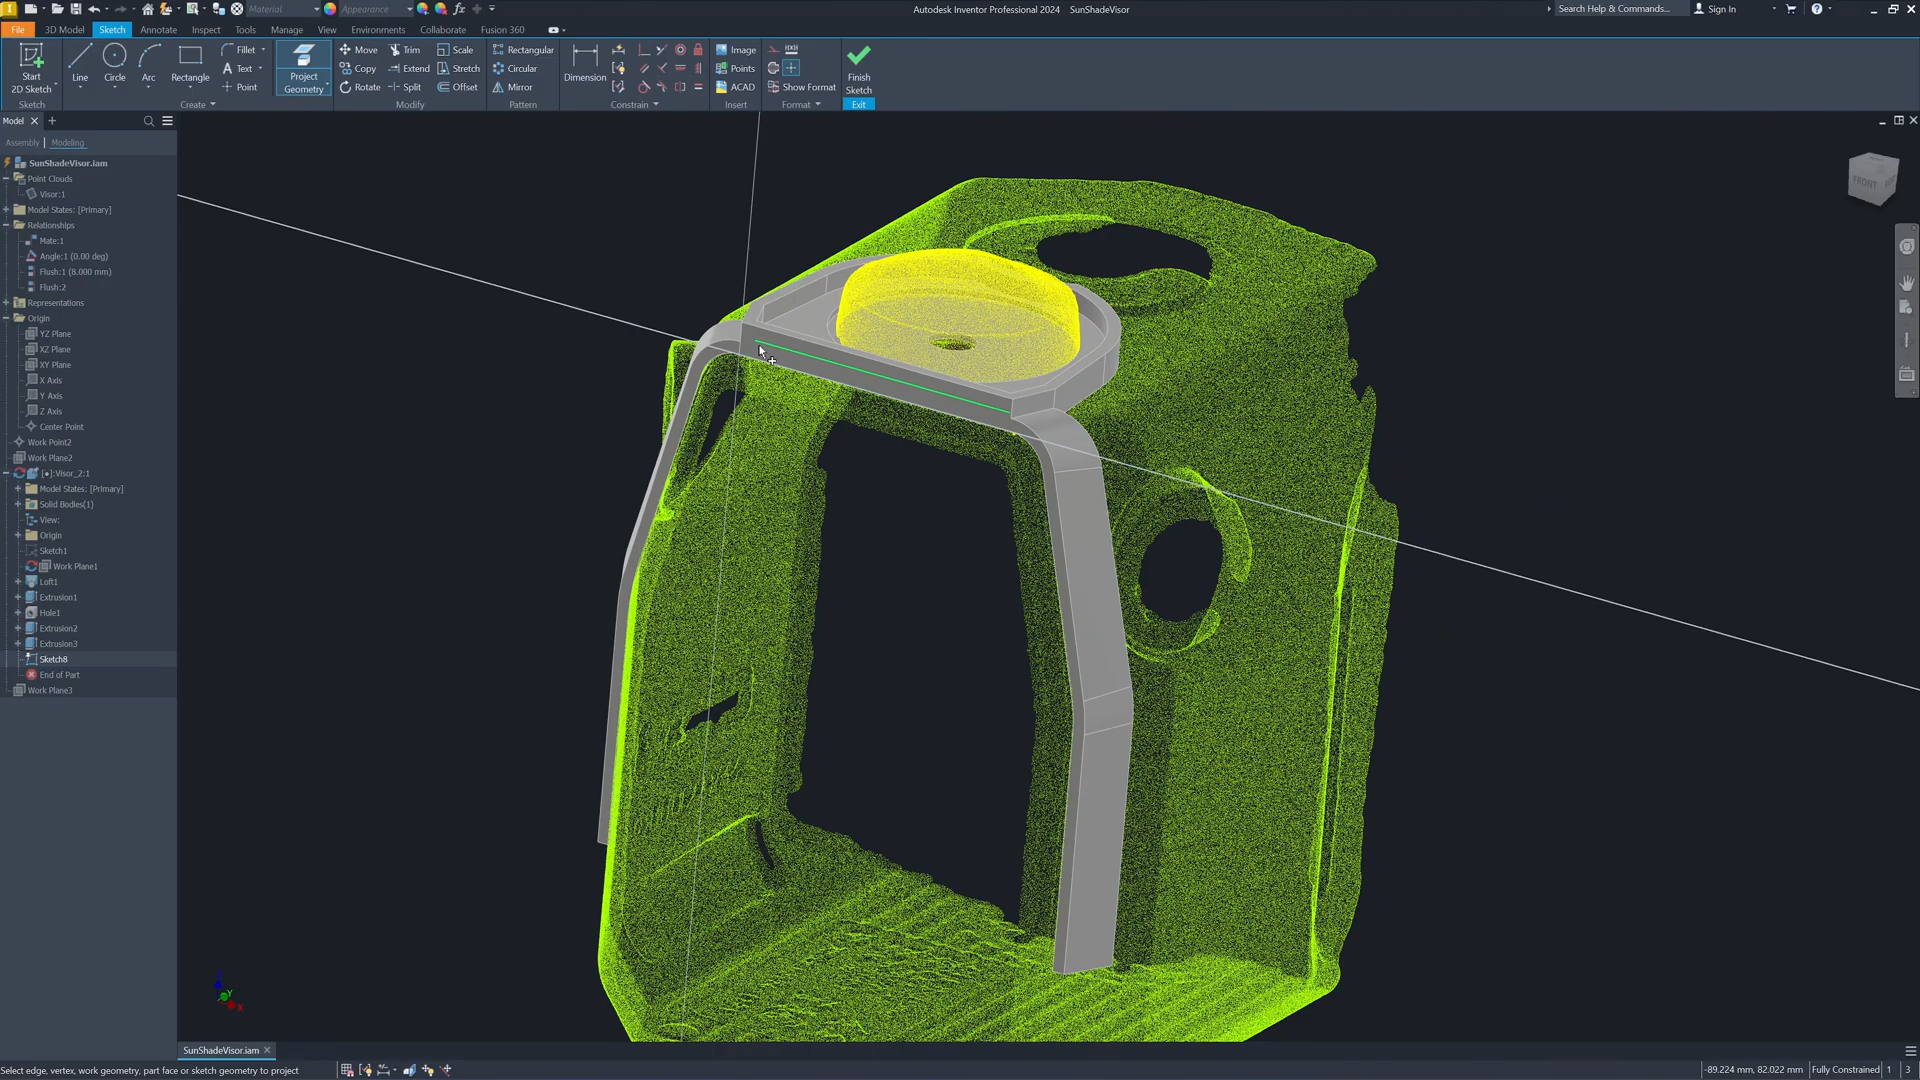 Material
Appearance
Autodesk Inventor Professional 2024 SunShadeVisor
Search Help & Commands...
Sign In
File 3D Model Sketch Annotate Inspect Tools Manage View Environments Collaborate Fusion 360
Start
2D Sketch
Line
Circle
Arc
Rectangle
Fillet
Text
Point
Project
Geometry
Move
Copy
Rotate
Trim
Extend
Split
Scale
Stretch
Offset
Rectangular
Circular
Mirror
Dimension
Image
Points
ACAD
Show Format
Finish
Sketch
Sketch Create Modify Pattern Constrain Insert Format Exit
Model
Assembly | Modeling
SunShadeVisor.iam
Point Clouds
Visor:1
Model States: [Primary]
Relationships
Mate:1
Angle:1 (0.00 deg)
Flush:1 (8.000 mm)
Flush:2
Representations
Origin
YZ Plane
XZ Plane
XY Plane
X Axis
Y Axis
Z Axis
Center Point
Work Point2
Work Plane2
[●]:Visor_2:1
Model States: [Primary]
Solid Bodies(1)
View:
Origin
Sketch1
Work Plane1
Loft1
Extrusion1
Hole1
Extrusion2
Extrusion3
Sketch8
End of Part
Work Plane3
FRONT
Y
X
SunShadeVisor.iam
Select edge, vertex, work geometry, part face or sketch geometry to project
-89.224 mm, 82.022 mm Fully Constrained 1 3